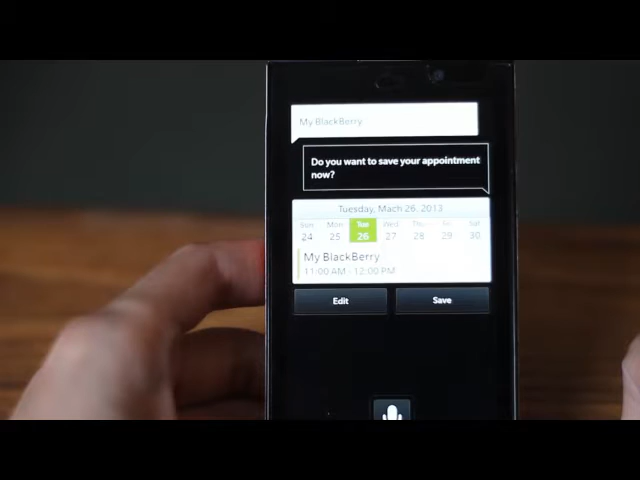 My BlackBerry
Do you want to save your appointment
now?
Tuesday, Mach 26, 2013
Sun Mon Tue Wed Thu Fri Sat
24 25 26 27 28 29 30
My BlackBerry
11:00 AM - 12:00 PM
Edit Save